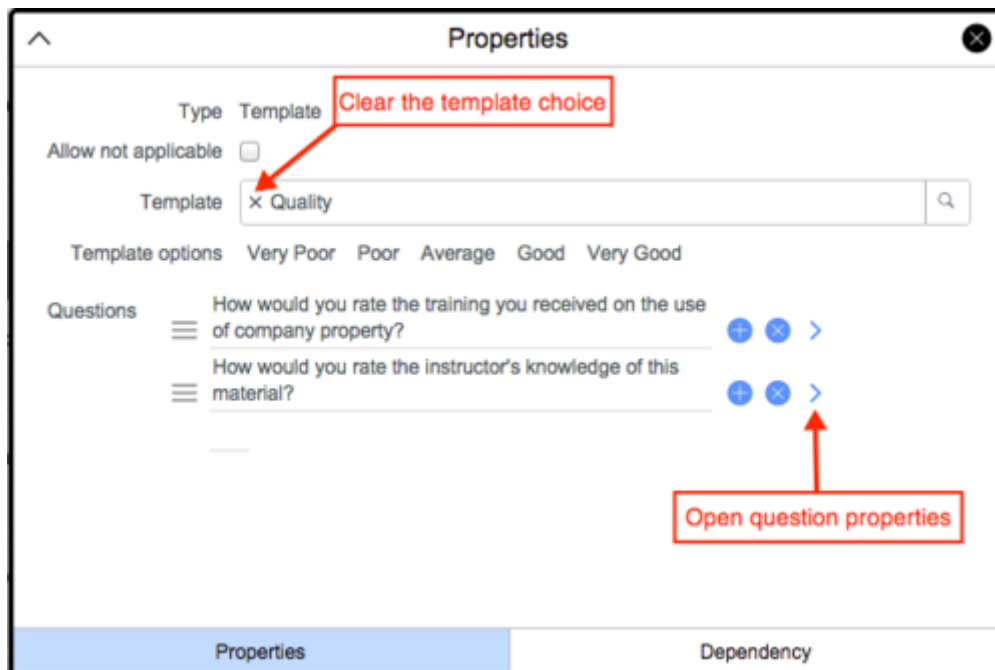 Properties
Clear the template choice
Type Template
Allow not applicable
Template × Quality
Template options Very Poor Poor Average Good Very Good
Questions
How would you rate the training you received on the use
of company property?
How would you rate the instructor's knowledge of this
material?
Open question properties
Properties Dependency